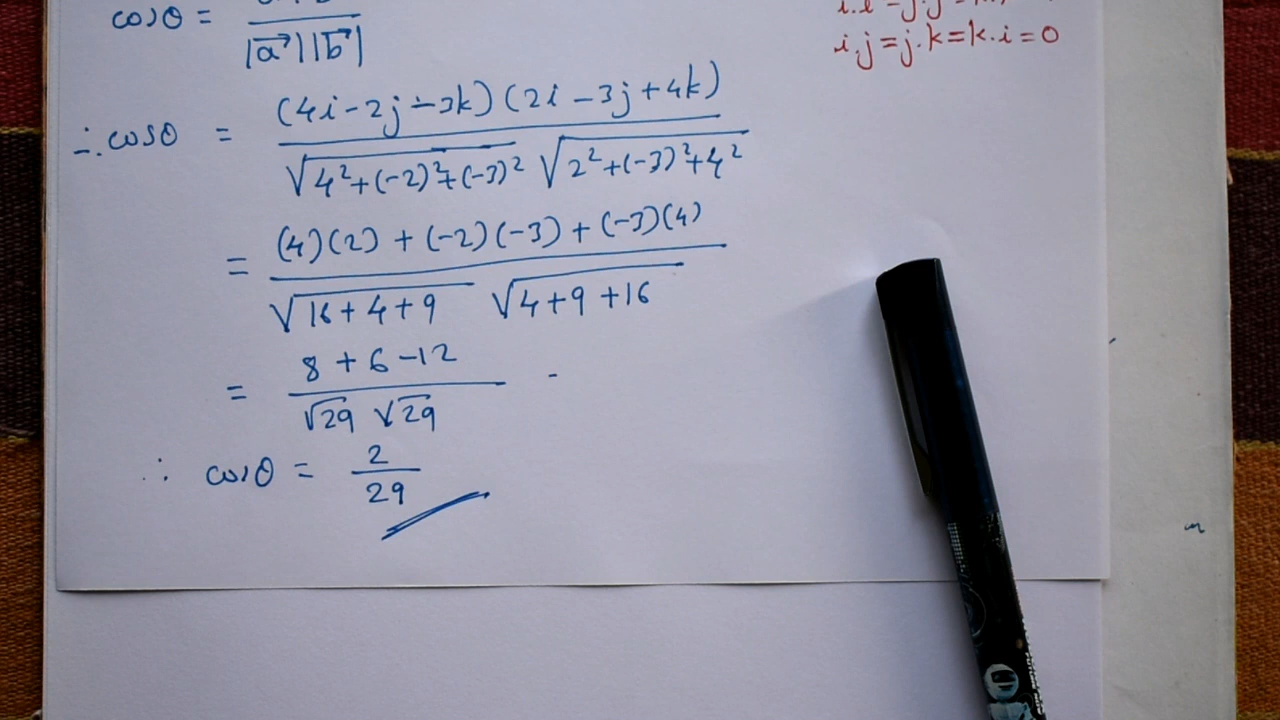 cosθ = |a⃗||b⃗|
i.j=j.k=k.i=0
∴cosθ = (4i-2j-3k)(2i-3j+4k)
√4²+(-2)²+(-3)² √2²+(-3)²+4²
= (4)(2) + (-2)(-3) + (-3)(4)
√16+4+9 √4+9+16
= 8+6-12
√29 √29
∴ cosθ = 2
29